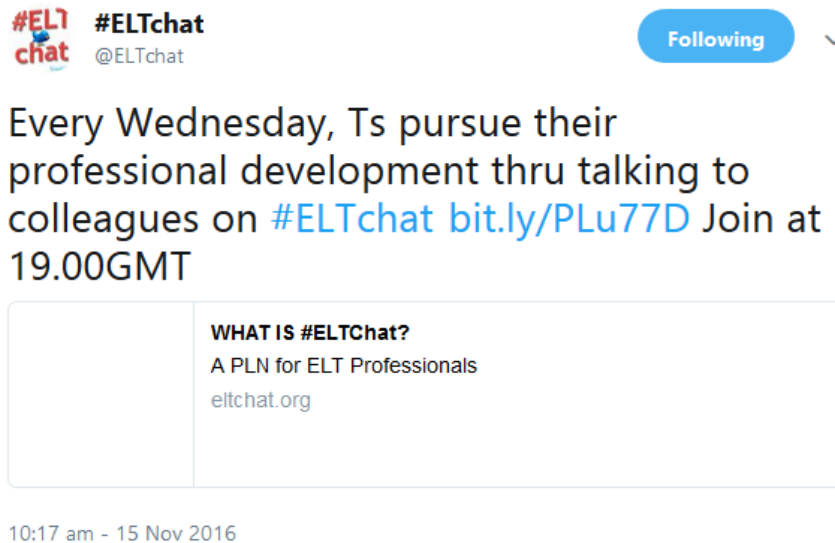 #ELT
chat
#ELTchat
@ELTchat
Following
Every Wednesday, Ts pursue their
professional development thru talking to
colleagues on #ELTchat bit.ly/PLu77D Join at
19.00GMT
WHAT IS #ELTChat?
A PLN for ELT Professionals
eltchat.org
10:17 am - 15 Nov 2016